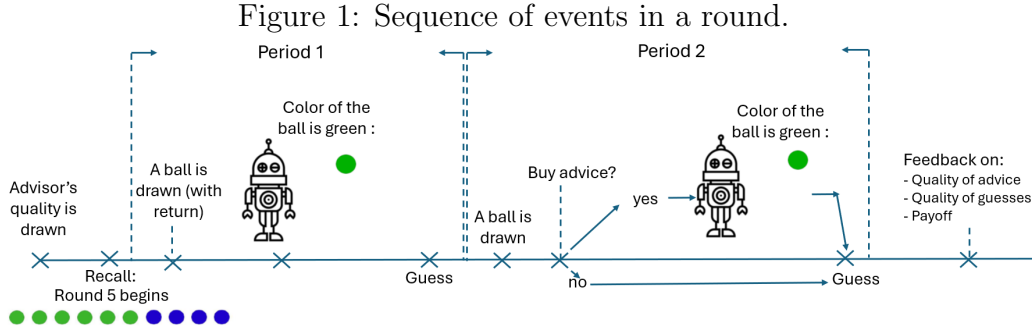 Figure 1: Sequence of events in a round.
Period 1
Period 2
Advisor's
quality is
drawn
Recall:
Round 5 begins
A ball is
drawn (with
return)
Color of the
ball is green :
Guess
A ball is
drawn
Buy advice?
yes
no
Color of the
ball is green :
Guess
Feedback on:
- Quality of advice
- Quality of guesses
- Payoff